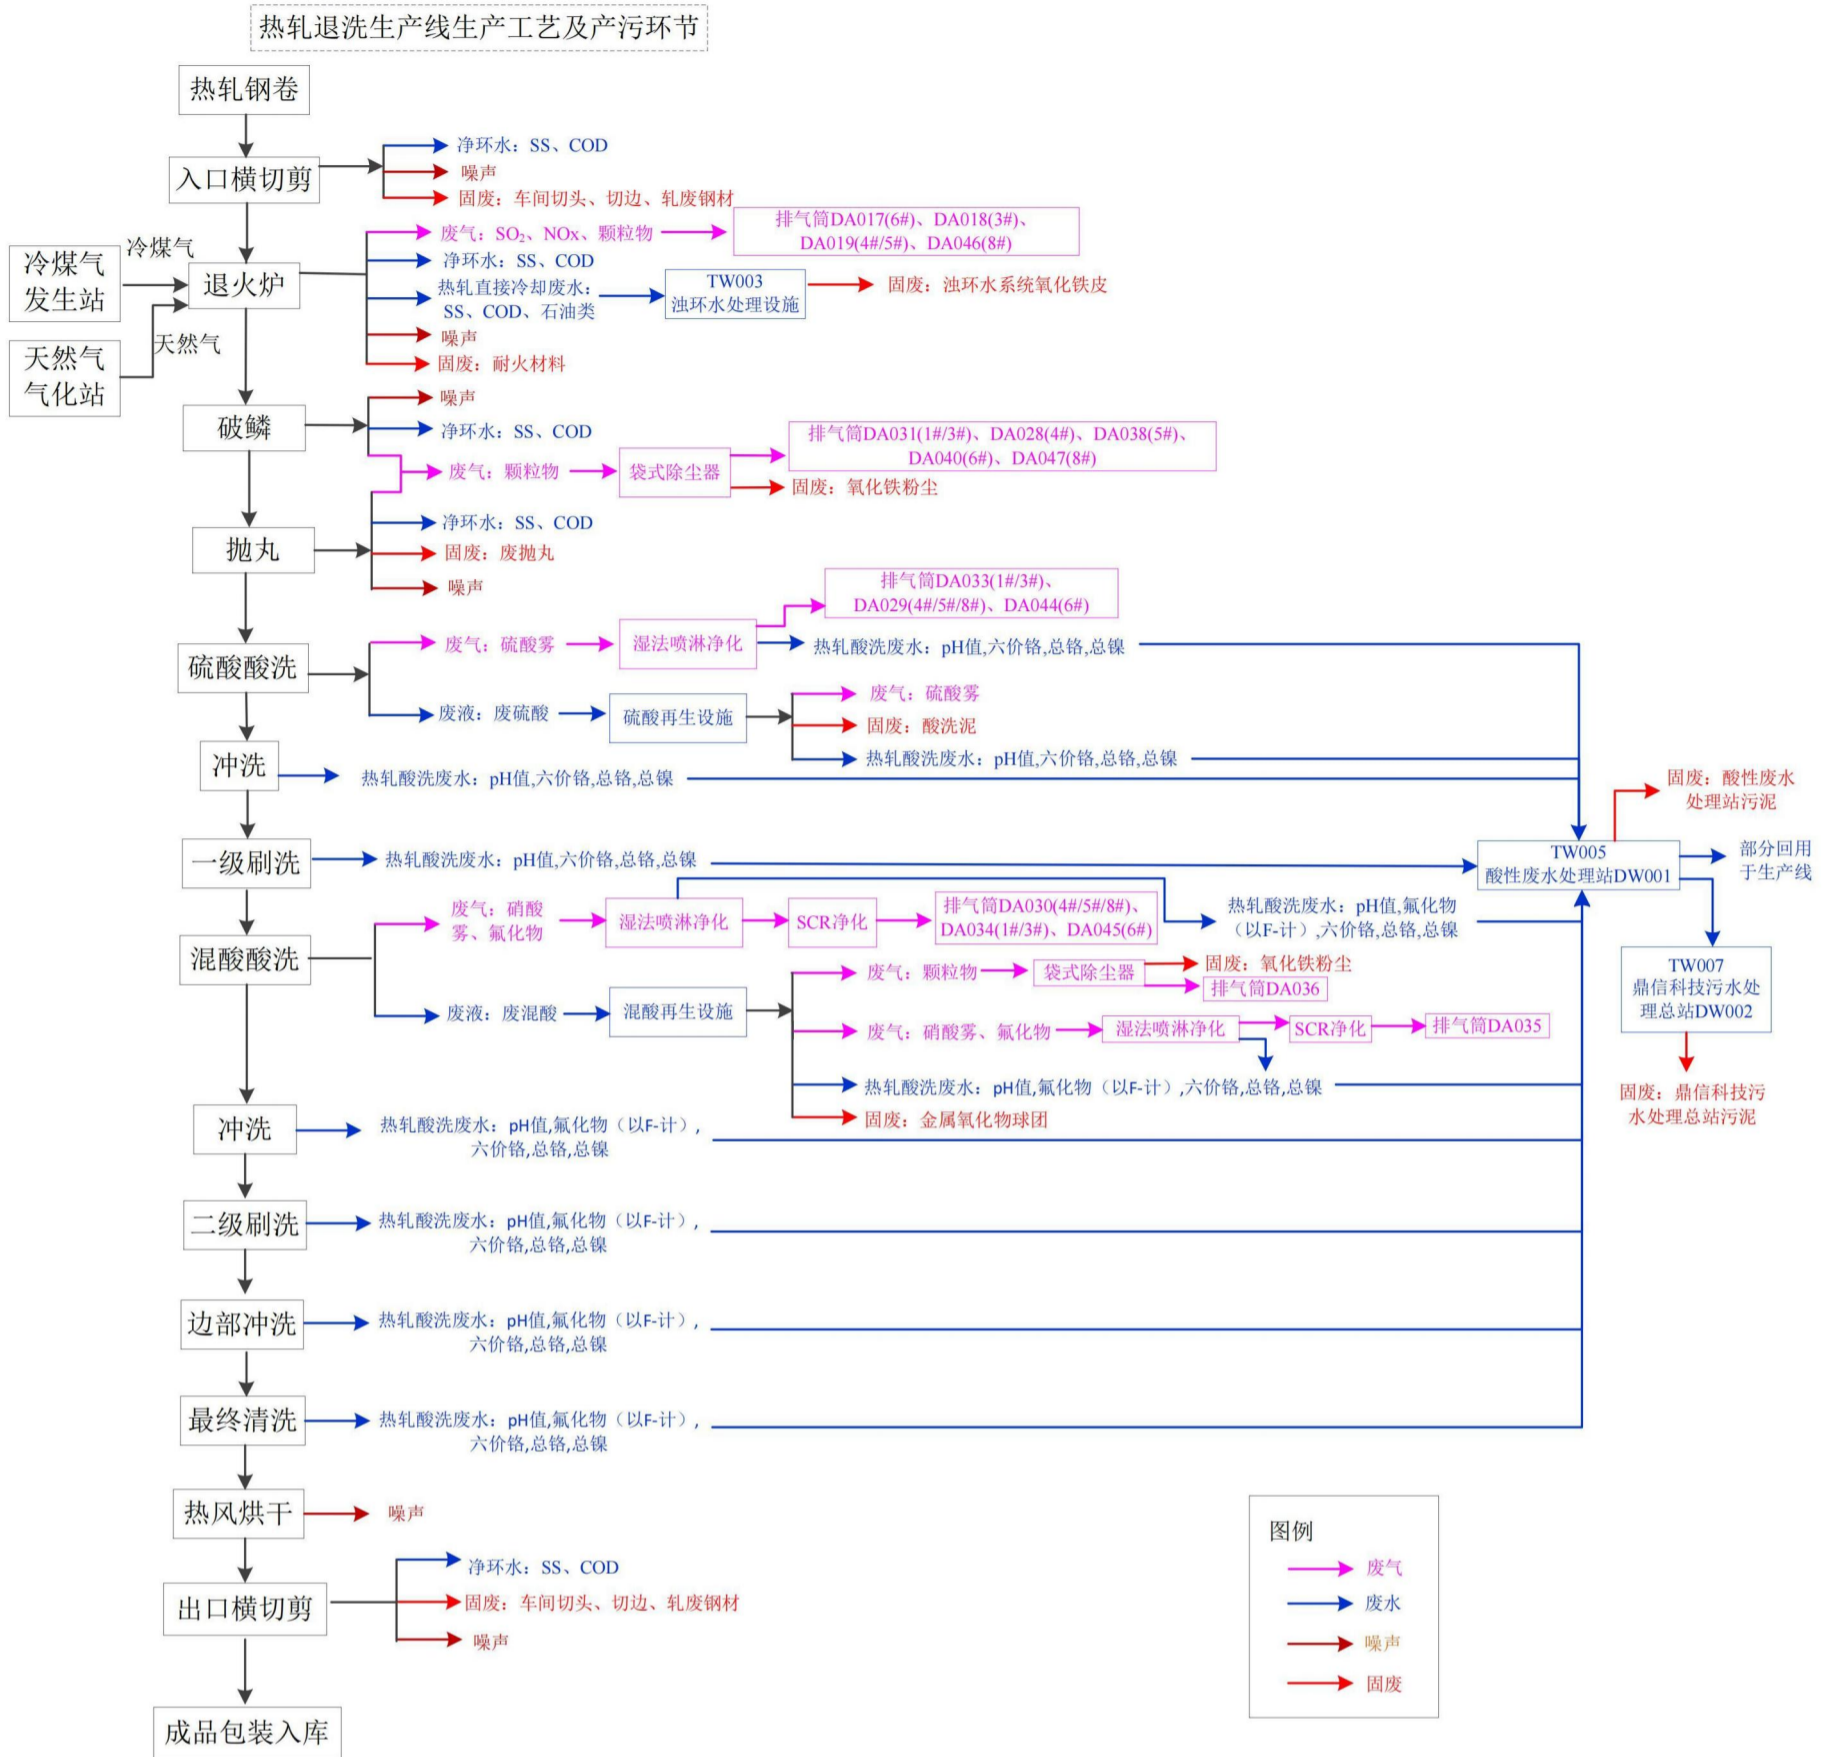 热轧退洗生产线生产工艺及产污环节
热轧钢卷
入口横切剪
净环水：SS、COD
噪声
固废：车间切头、切边、轧废钢材
冷煤气
发生站
冷煤气
天然气
气化站
天然气
退火炉
废气：SO₂、NOx、颗粒物
排气筒DA017(6#)、DA018(3#)、
DA019(4#/5#)、DA046(8#)
净环水：SS、COD
热轧直接冷却废水：
SS、COD、石油类
TW003
浊环水处理设施
固废：浊环水系统氧化铁皮
噪声
固废：耐火材料
破鳞
噪声
净环水：SS、COD
废气：颗粒物
袋式除尘器
排气筒DA031(1#/3#)、DA028(4#)、DA038(5#)、
DA040(6#)、DA047(8#)
固废：氧化铁粉尘
抛丸
净环水：SS、COD
固废：废抛丸
噪声
硫酸酸洗
废气：硫酸雾
湿法喷淋净化
排气筒DA033(1#/3#)、
DA029(4#/5#/8#)、DA044(6#)
热轧酸洗废水：pH值,六价铬,总铬,总镍
废液：废硫酸
硫酸再生设施
废气：硫酸雾
固废：酸洗泥
热轧酸洗废水：pH值,六价铬,总铬,总镍
冲洗
热轧酸洗废水：pH值,六价铬,总铬,总镍
一级刷洗
热轧酸洗废水：pH值,六价铬,总铬,总镍
TW005
酸性废水处理站DW001
固废：酸性废水
处理站污泥
部分回用
于生产线
TW007
鼎信科技污水处
理总站DW002
固废：鼎信科技污
水处理总站污泥
混酸酸洗
废气：硝酸
雾、氟化物
湿法喷淋净化
SCR净化
排气筒DA030(4#/5#/8#)、
DA034(1#/3#)、DA045(6#)
热轧酸洗废水：pH值,氟化物
（以F-计）,六价铬,总铬,总镍
废液：废混酸
混酸再生设施
废气：颗粒物
袋式除尘器
固废：氧化铁粉尘
排气筒DA036
废气：硝酸雾、氟化物
湿法喷淋净化
SCR净化
排气筒DA035
热轧酸洗废水：pH值,氟化物（以F-计）,六价铬,总铬,总镍
固废：金属氧化物球团
冲洗
热轧酸洗废水：pH值,氟化物（以F-计）,
六价铬,总铬,总镍
二级刷洗
热轧酸洗废水：pH值,氟化物（以F-计）,
六价铬,总铬,总镍
边部冲洗
热轧酸洗废水：pH值,氟化物（以F-计）,
六价铬,总铬,总镍
最终清洗
热轧酸洗废水：pH值,氟化物（以F-计）,
六价铬,总铬,总镍
热风烘干
噪声
出口横切剪
净环水：SS、COD
固废：车间切头、切边、轧废钢材
噪声
成品包装入库
图例
废气
废水
噪声
固废